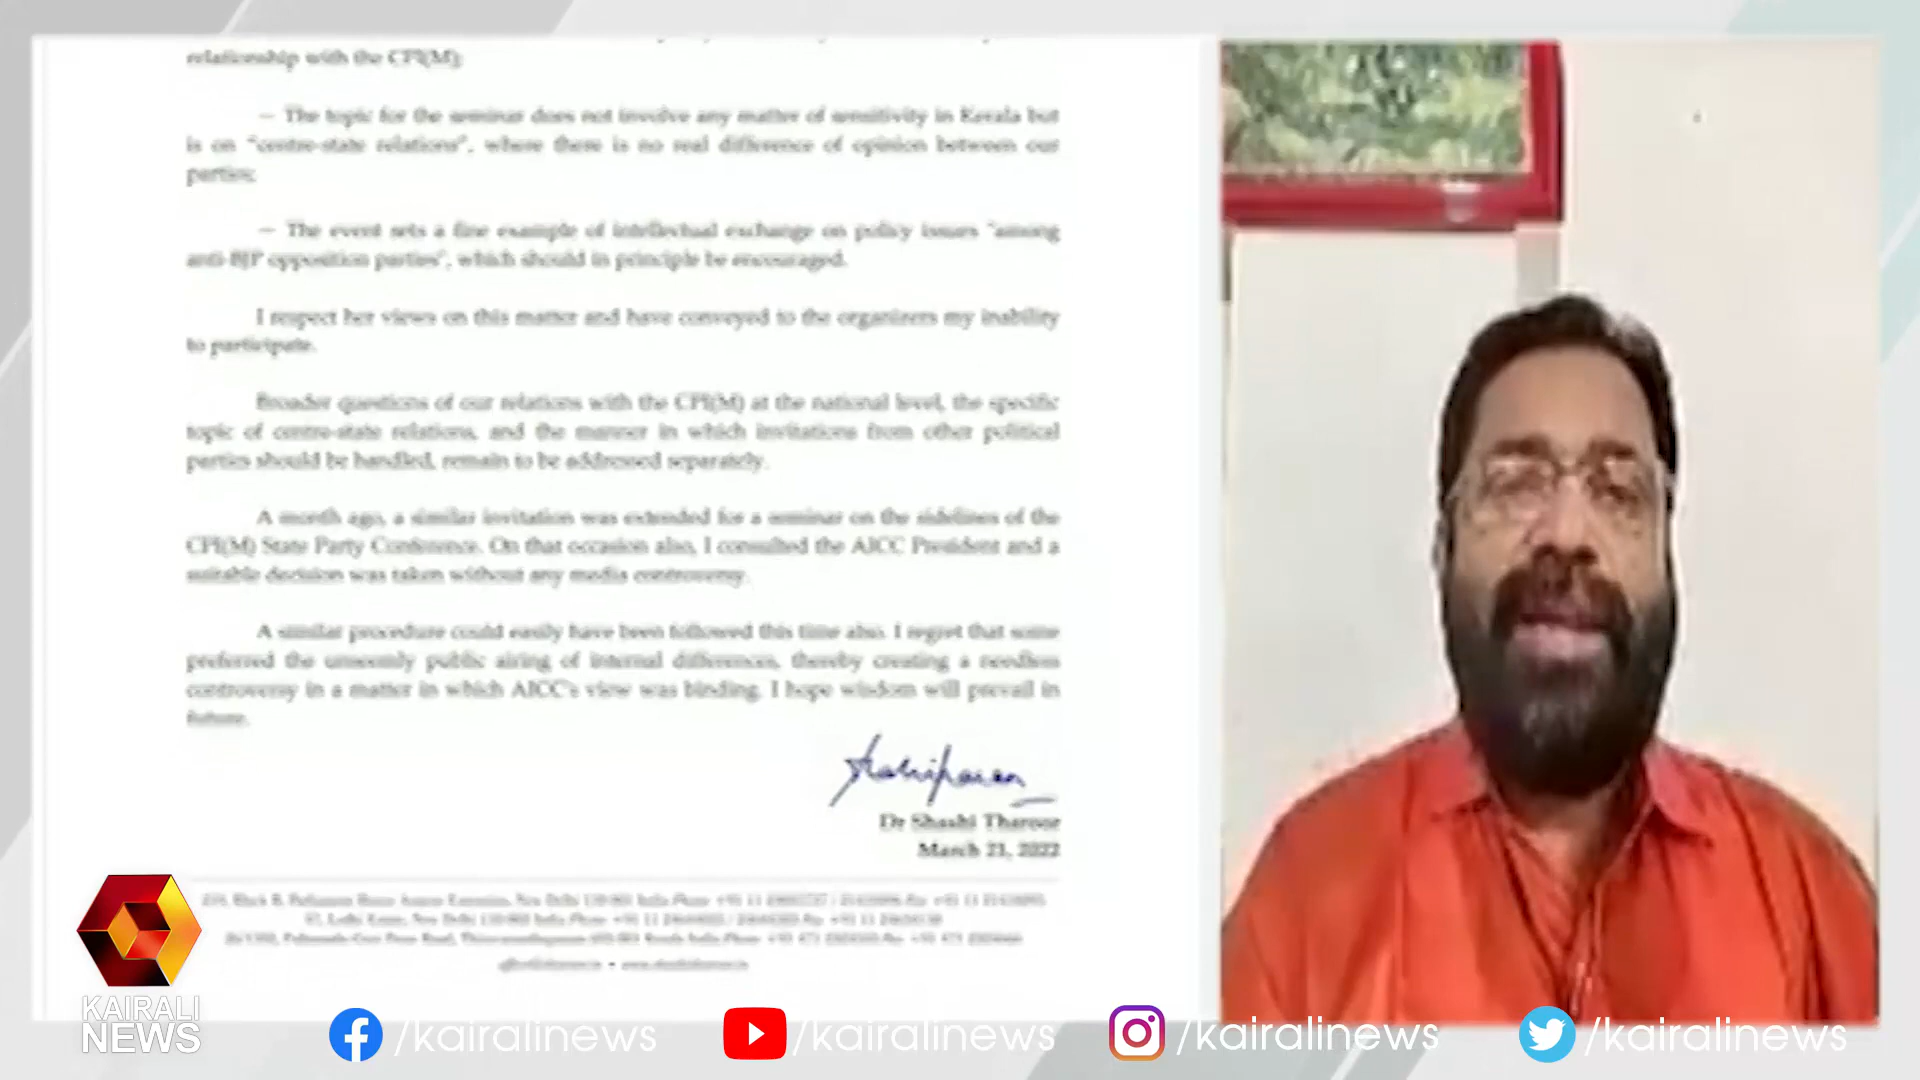 relationship with the CPI(M);
— The topic for the seminar does not involve any matter of sensitivity in Kerala but
is on "centre-state relations", where there is no real difference of opinion between our
parties;
— The event sets a fine example of intellectual exchange on policy issues "among
anti-BJP opposition parties", which should in principle be encouraged.
I respect her views on this matter and have conveyed to the organizers my inability
to participate.
Broader questions of our relations with the CPI(M) at the national level, the specific
topic of centre-state relations, and the manner in which invitations from other political
parties should be handled, remain to be addressed separately.
A month ago, a similar invitation was extended for a seminar on the sidelines of the
CPI(M) State Party Conference. On that occasion also, I consulted the AICC President and a
suitable decision was taken without any media controversy.
A similar procedure could easily have been followed this time also. I regret that some
preferred the unseemly public airing of internal differences, thereby creating a needless
controversy in a matter in which AICC's view was binding. I hope wisdom will prevail in
future.
Dr Shashi Tharoor
March 21, 2022
KAIRALI
NEWS
/kairalinews
/kairalinews
/kairalinews
/kairalinews